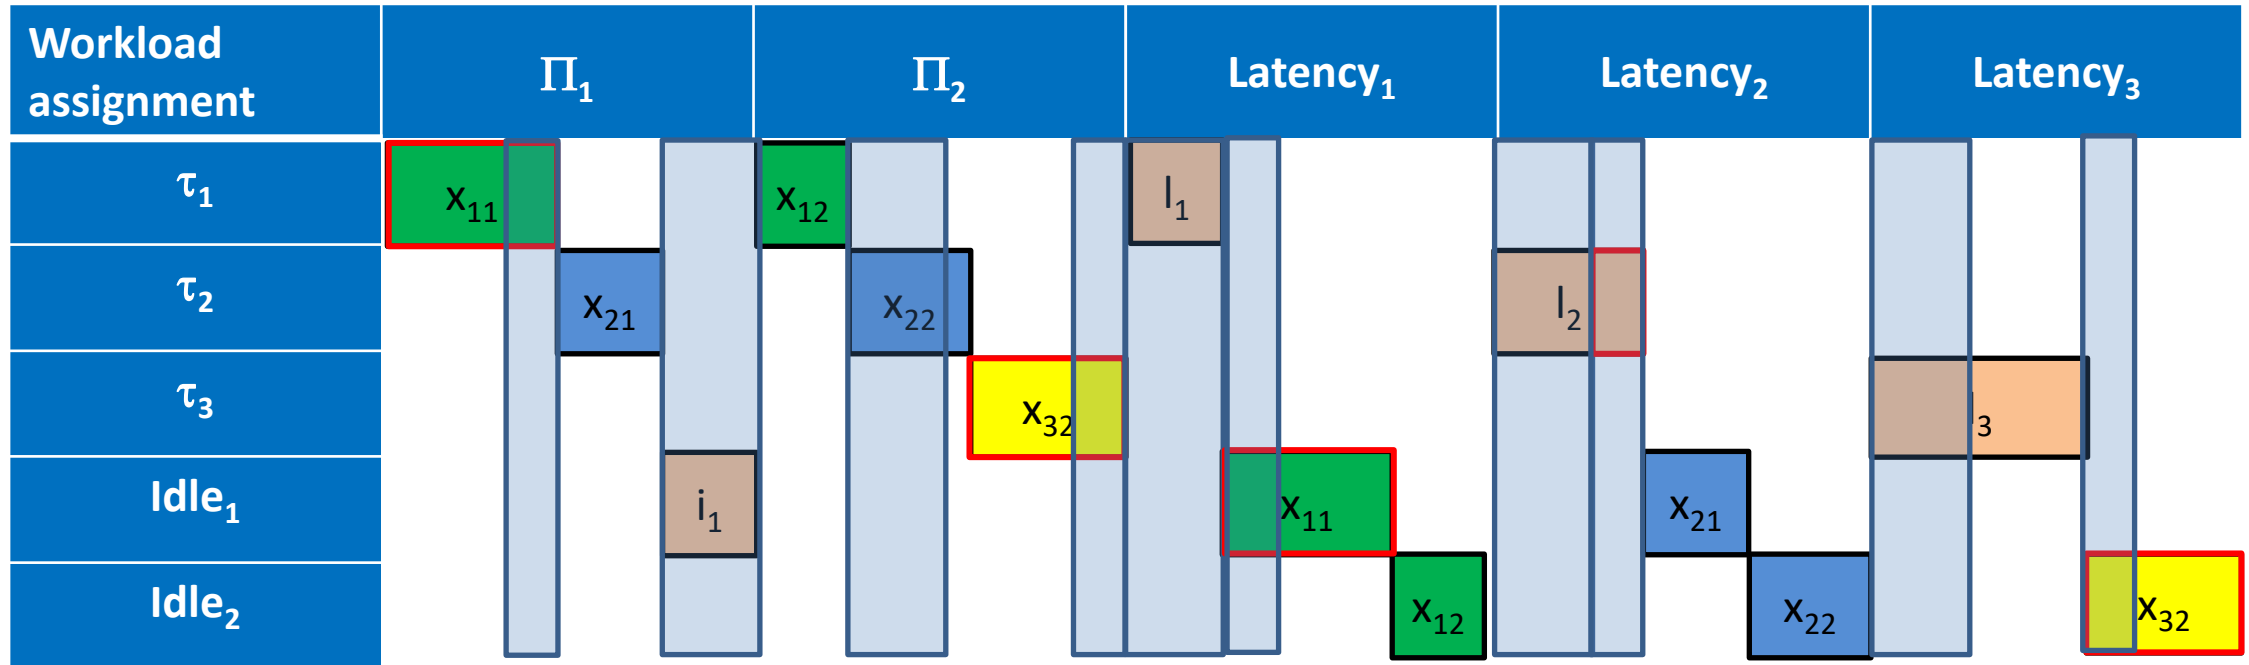 Workload assignment Π₁ Π₂ Latency₁ Latency₂ Latency₃
τ₁ x₁₁ x₁₂ l₁
τ₂ x₂₁ x₂₂ l₂
τ₃ x₃₂ l₃
Idle₁ i₁ x₁₁ x₂₁
Idle₂ x₁₂ x₂₂ x₃₂